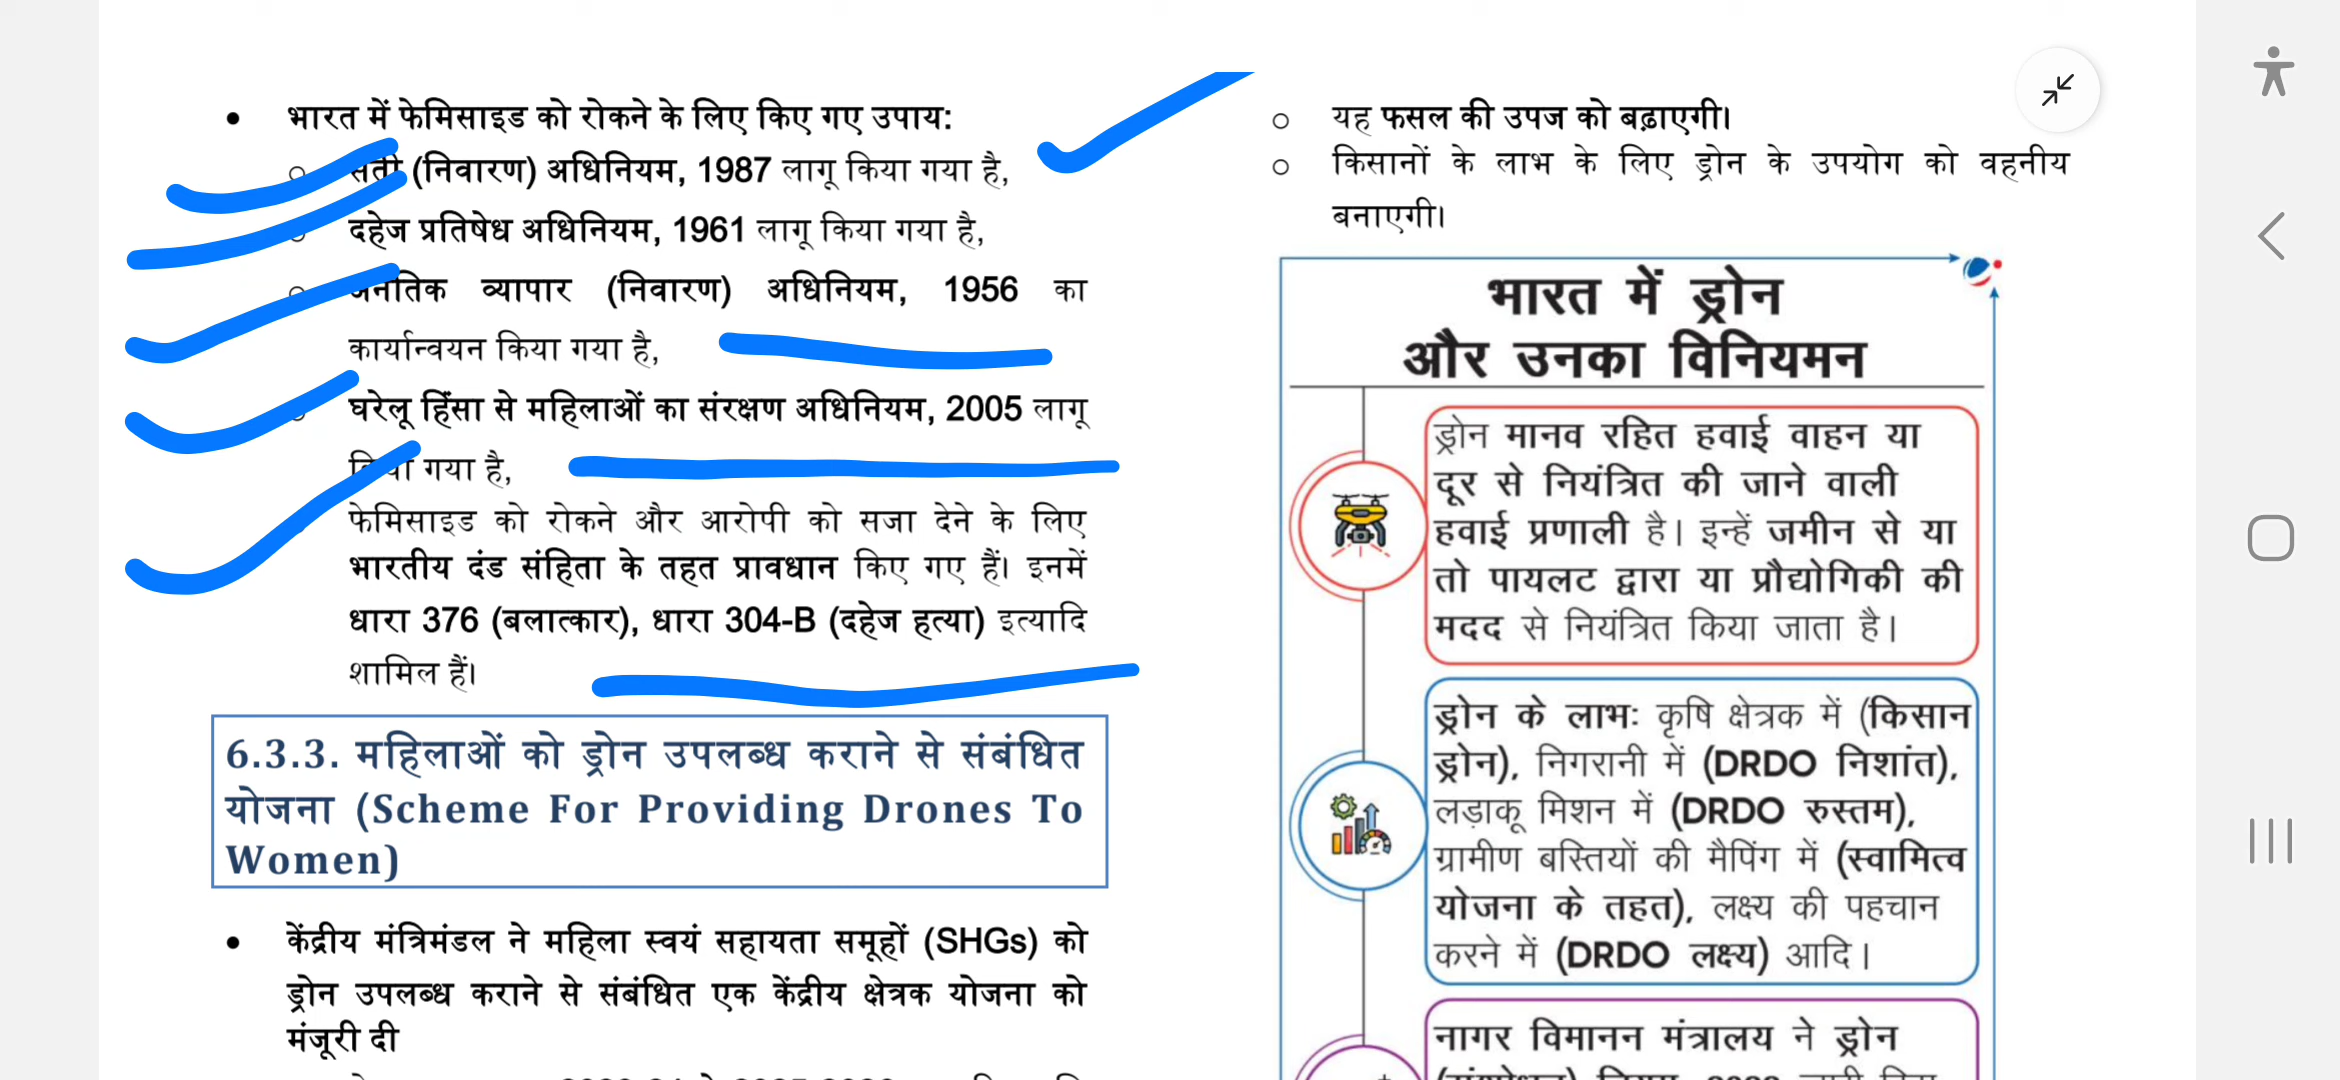 भारत में फेमिसाइड को रोकने के लिए किए गए उपाय:
सती (निवारण) अधिनियम, 1987 लागू किया गया है,
दहेज प्रतिषेध अधिनियम, 1961 लागू किया गया है,
अनैतिक व्यापार (निवारण) अधिनियम, 1956 का
कार्यान्वयन किया गया है,
घरेलू हिंसा से महिलाओं का संरक्षण अधिनियम, 2005 लागू
किया गया है,
फेमिसाइड को रोकने और आरोपी को सजा देने के लिए
भारतीय दंड संहिता के तहत प्रावधान किए गए हैं। इनमें
धारा 376 (बलात्कार), धारा 304-B (दहेज हत्या) इत्यादि
शामिल हैं।
6.3.3. महिलाओं को ड्रोन उपलब्ध कराने से संबंधित
योजना (Scheme For Providing Drones To
Women)
केंद्रीय मंत्रिमंडल ने महिला स्वयं सहायता समूहों (SHGs) को
ड्रोन उपलब्ध कराने से संबंधित एक केंद्रीय क्षेत्रक योजना को
मंजूरी दी
यह फसल की उपज को बढ़ाएगी।
किसानों के लाभ के लिए ड्रोन के उपयोग को वहनीय
बनाएगी।
भारत में ड्रोन
और उनका विनियमन
ड्रोन मानव रहित हवाई वाहन या
दूर से नियंत्रित की जाने वाली
हवाई प्रणाली है। इन्हें जमीन से या
तो पायलट द्वारा या प्रौद्योगिकी की
मदद से नियंत्रित किया जाता है।
ड्रोन के लाभः कृषि क्षेत्रक में (किसान
ड्रोन), निगरानी में (DRDO निशांत),
लड़ाकू मिशन में (DRDO रुस्तम),
ग्रामीण बस्तियों की मैपिंग में (स्वामित्व
योजना के तहत), लक्ष्य की पहचान
करने में (DRDO लक्ष्य) आदि।
नागर विमानन मंत्रालय ने ड्रोन